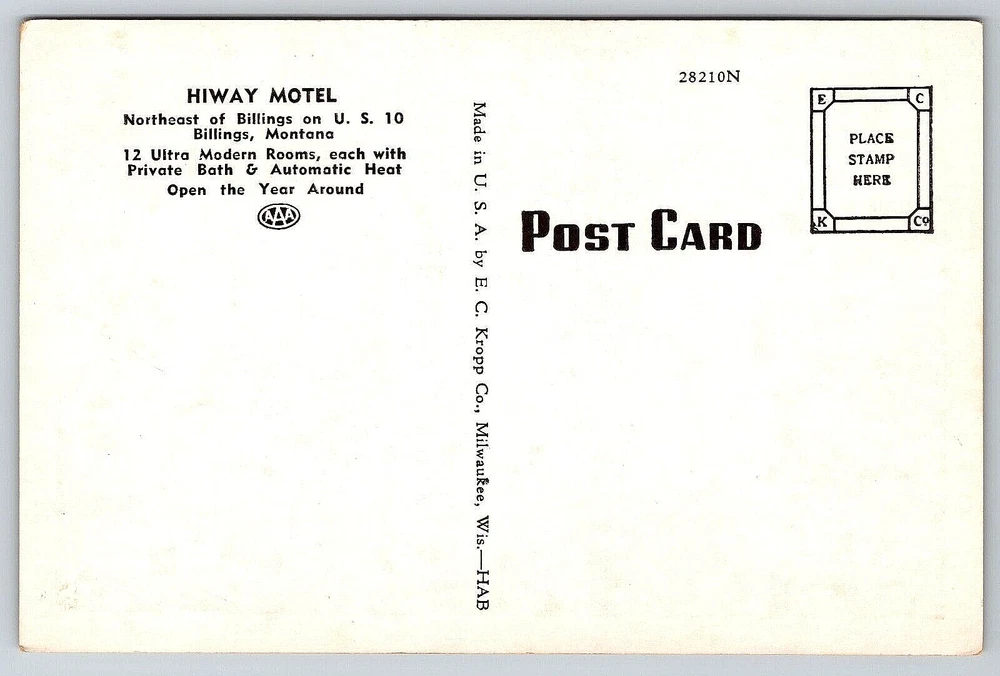 HIWAY MOTEL
Northeast of Billings on U. S. 10
Billings, Montana
12 Ultra Modern Rooms, each with
Private Bath & Automatic Heat
Open the Year Around
AAA
Made in U. S. A. by E. C. Kropp Co., Milwaukee, Wis.—HAB
28210N
POST CARD
E C
PLACE
STAMP
HERE
K Co